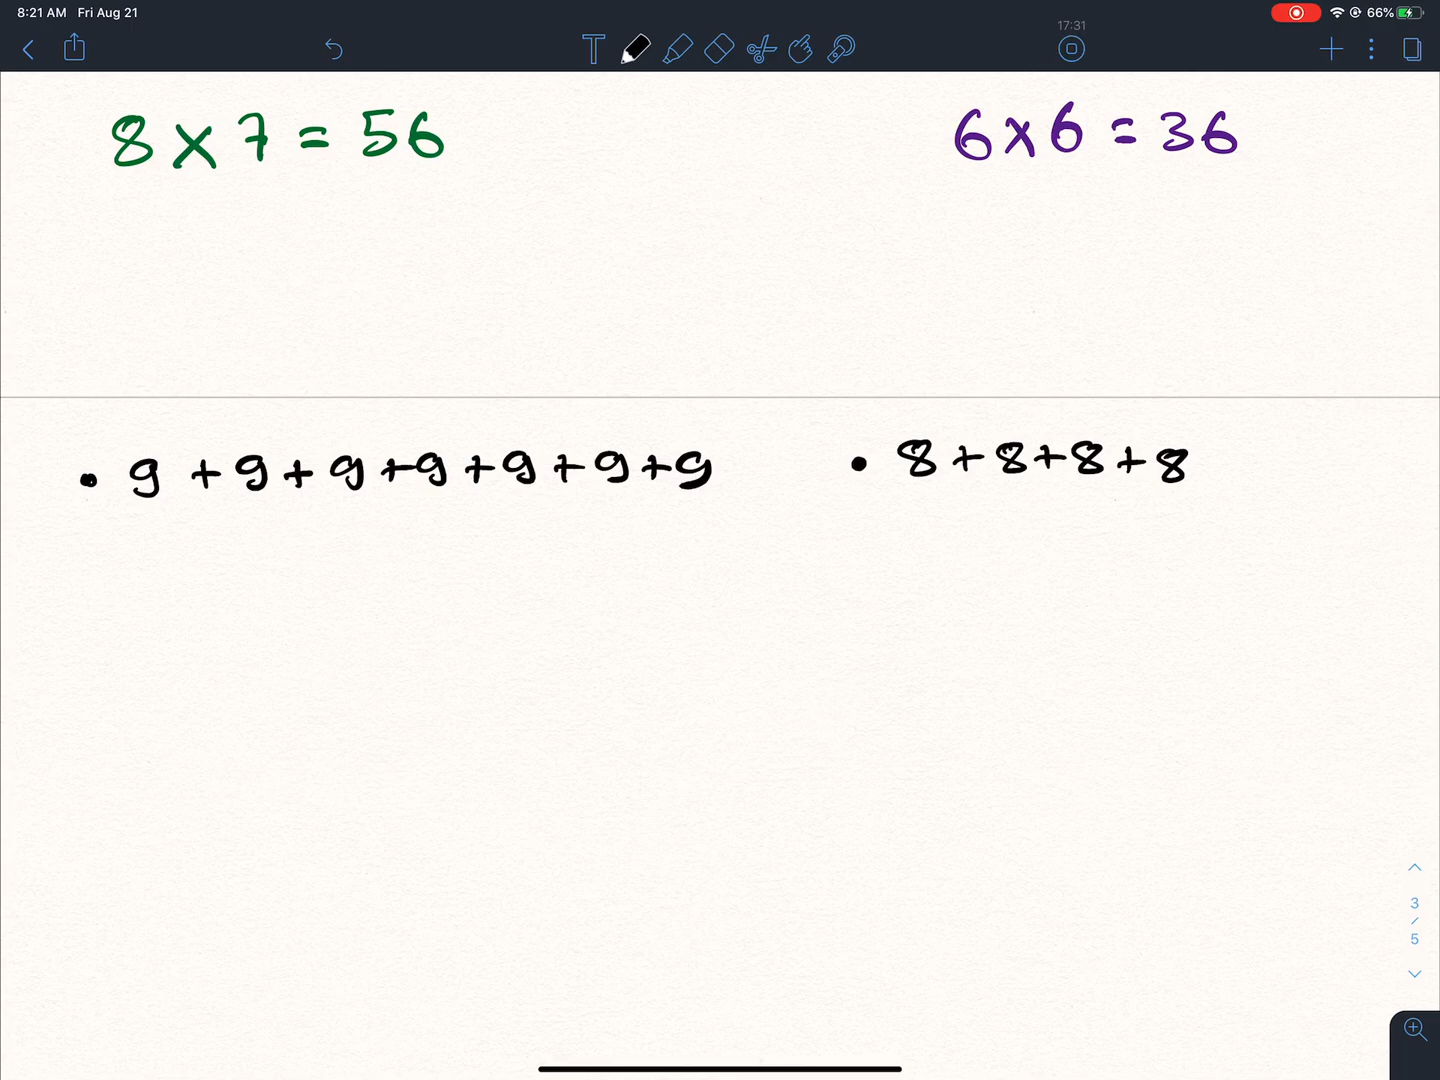 8:21 AM Fri Aug 21
66%
17:31
T
8 x 7 = 56
6 x 6 = 36
• 9 + 9 + 9 + 9 + 9 + 9 + 9
• 8 + 8 + 8 + 8
3
/
5